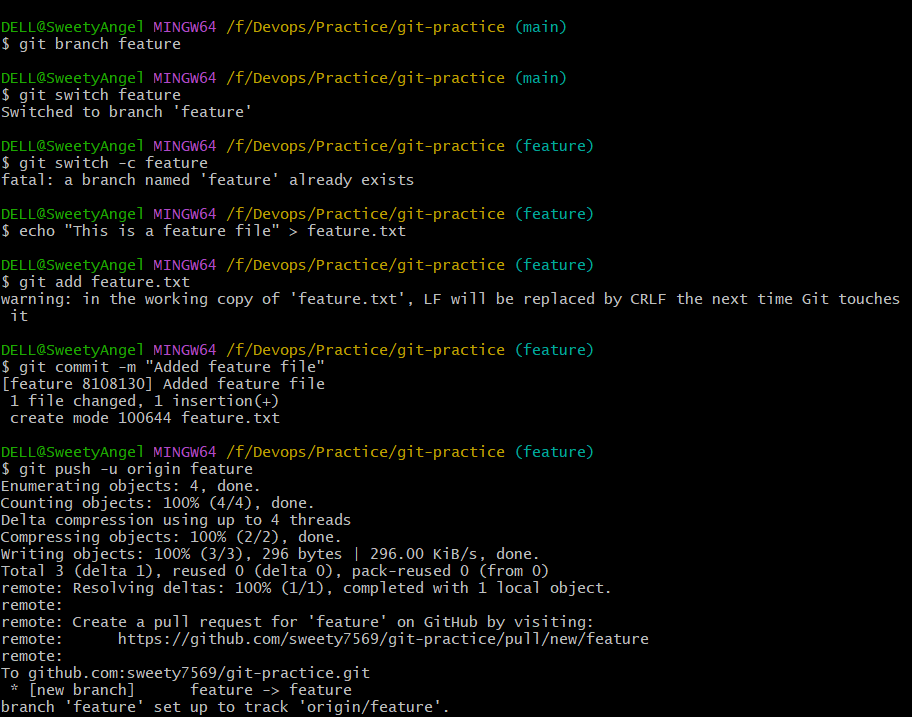 DELL@SweetyAngel MINGW64 /f/Devops/Practice/git-practice (main)
$ git branch feature
DELL@SweetyAngel MINGW64 /f/Devops/Practice/git-practice (main)
$ git switch feature
Switched to branch 'feature'
DELL@SweetyAngel MINGW64 /f/Devops/Practice/git-practice (feature)
$ git switch -c feature
fatal: a branch named 'feature' already exists
DELL@SweetyAngel MINGW64 /f/Devops/Practice/git-practice (feature)
$ echo "This is a feature file" > feature.txt
DELL@SweetyAngel MINGW64 /f/Devops/Practice/git-practice (feature)
$ git add feature.txt
warning: in the working copy of 'feature.txt', LF will be replaced by CRLF the next time Git touches
 it
DELL@SweetyAngel MINGW64 /f/Devops/Practice/git-practice (feature)
$ git commit -m "Added feature file"
[feature 8108130] Added feature file
 1 file changed, 1 insertion(+)
 create mode 100644 feature.txt
DELL@SweetyAngel MINGW64 /f/Devops/Practice/git-practice (feature)
$ git push -u origin feature
Enumerating objects: 4, done.
Counting objects: 100% (4/4), done.
Delta compression using up to 4 threads
Compressing objects: 100% (2/2), done.
Writing objects: 100% (3/3), 296 bytes | 296.00 KiB/s, done.
Total 3 (delta 1), reused 0 (delta 0), pack-reused 0 (from 0)
remote: Resolving deltas: 100% (1/1), completed with 1 local object.
remote:
remote: Create a pull request for 'feature' on GitHub by visiting:
remote:      https://github.com/sweety7569/git-practice/pull/new/feature
remote:
To github.com:sweety7569/git-practice.git
 * [new branch]      feature -> feature
branch 'feature' set up to track 'origin/feature'.